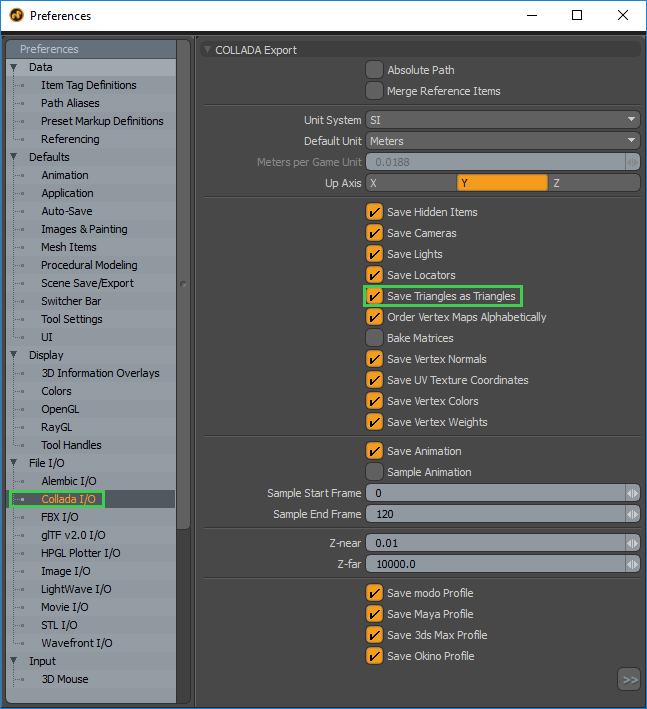 Preferences
Preferences
Data
Item Tag Definitions
Path Aliases
Preset Markup Definitions
Referencing
Defaults
Animation
Application
Auto-Save
Images & Painting
Mesh Items
Procedural Modeling
Scene Save/Export
Switcher Bar
Tool Settings
UI
Display
3D Information Overlays
Colors
OpenGL
RayGL
Tool Handles
File I/O
Alembic I/O
Collada I/O
FBX I/O
glTF v2.0 I/O
HPGL Plotter I/O
Image I/O
LightWave I/O
Movie I/O
STL I/O
Wavefront I/O
Input
3D Mouse
COLLADA Export
Absolute Path
Merge Reference Items
Unit System SI
Default Unit Meters
Meters per Game Unit 0.0188
Up Axis X Y Z
Save Hidden Items
Save Cameras
Save Lights
Save Locators
Save Triangles as Triangles
Order Vertex Maps Alphabetically
Bake Matrices
Save Vertex Normals
Save UV Texture Coordinates
Save Vertex Colors
Save Vertex Weights
Save Animation
Sample Animation
Sample Start Frame 0
Sample End Frame 120
Z-near 0.01
Z-far 10000.0
Save modo Profile
Save Maya Profile
Save 3ds Max Profile
Save Okino Profile
>>